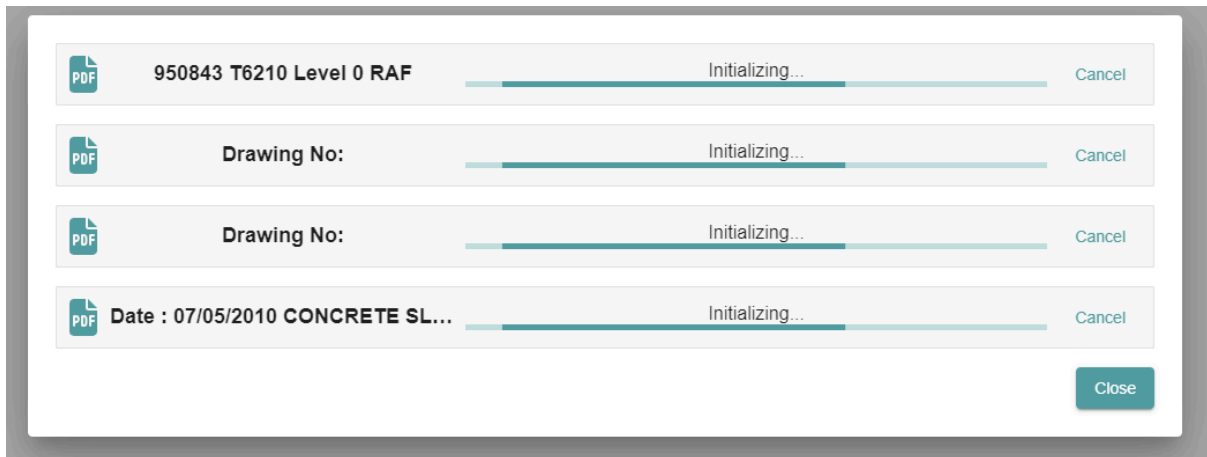 PDF 950843 T6210 Level 0 RAF Initializing... Cancel
PDF Drawing No: Initializing... Cancel
PDF Drawing No: Initializing... Cancel
PDF Date : 07/05/2010 CONCRETE SL... Initializing... Cancel
Close